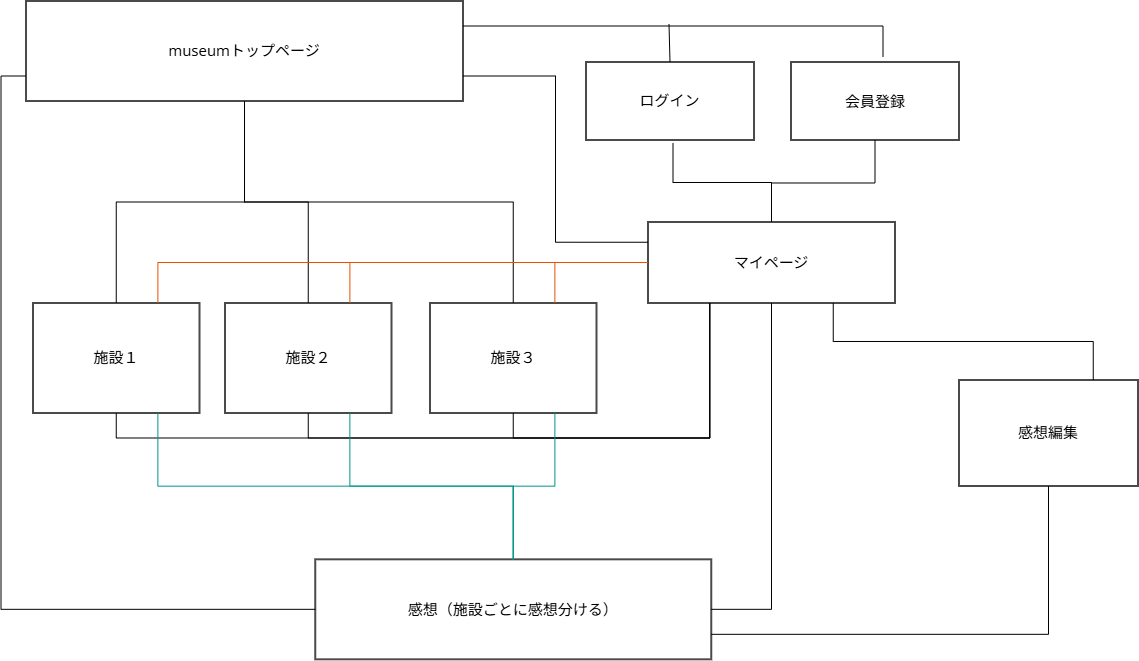 museumトップページ
ログイン
会員登録
マイページ
施設１
施設２
施設３
感想編集
感想（施設ごとに感想分ける）